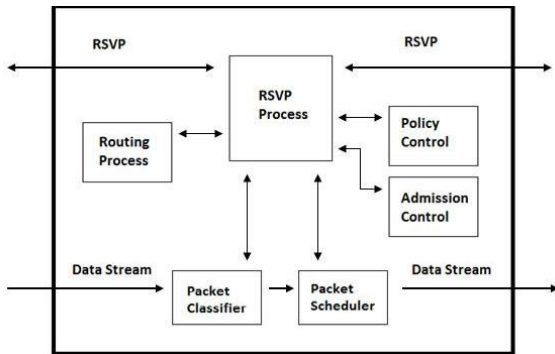 RSVP
RSVP
RSVP
Process
Routing
Process
Policy
Control
Admission
Control
Data Stream
Data Stream
Packet
Classifier
Packet
Scheduler